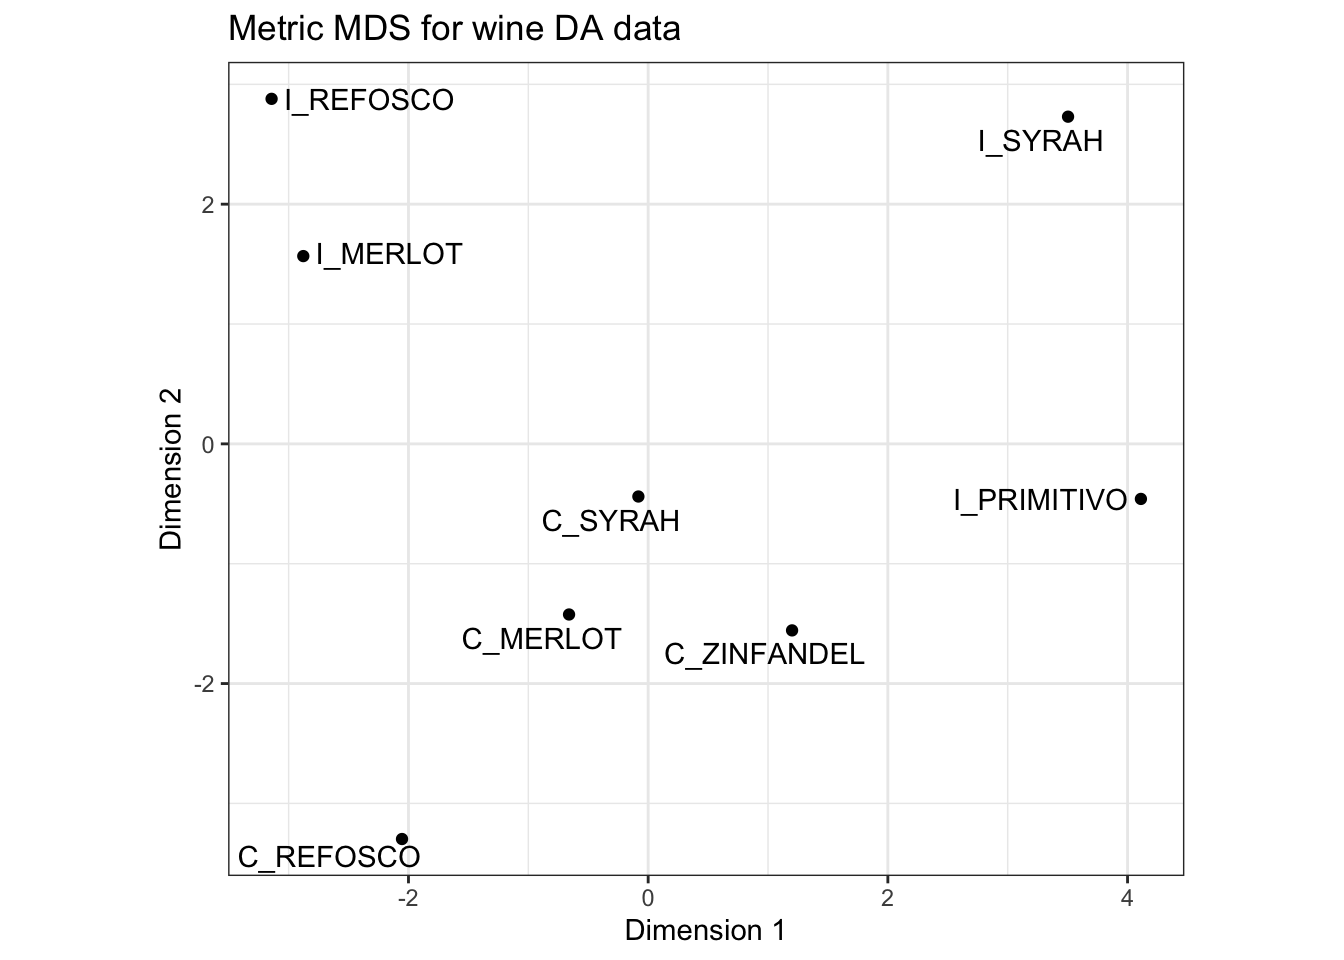 Metric MDS for wine DA data
I_REFOSCO
I_SYRAH
2
I_MERLOT
0
Dimension 2
I_PRIMITIVO
C_SYRAH
C_MERLOT
C_ZINFANDEL
-2
C_REFOSCO
-2 0 2 4
Dimension 1